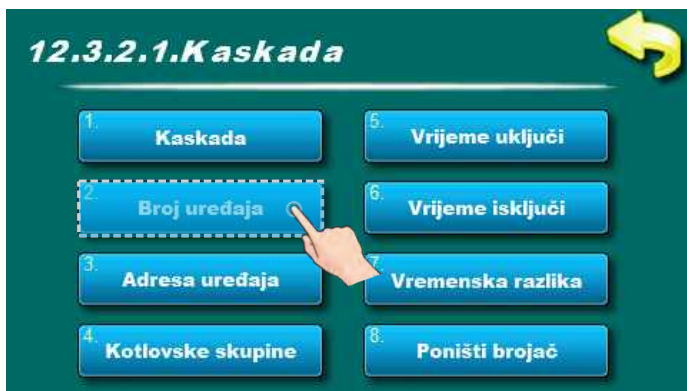 12.3.2.1.Kaskada
1. Kaskada
2. Broj uređaja
3. Adresa uređaja
4. Kotlovske skupine
5. Vrijeme uključi
6. Vrijeme isključi
7. Vremenska razlika
8. Poništi brojač